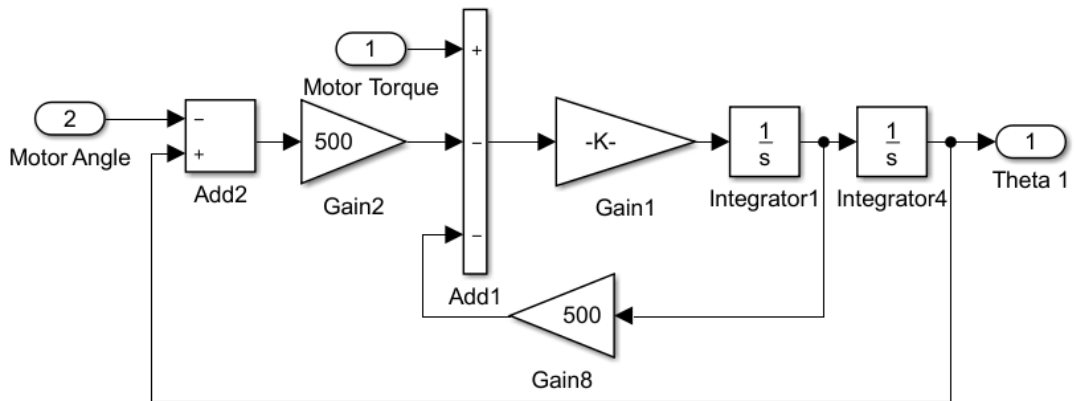 1
+
Motor Torque
2
−
500
−
-K-
1
s
1
s
1
Motor Angle
+
Add2
Gain2
Gain1
Integrator1
Integrator4
Theta 1
−
Add1
500
Gain8